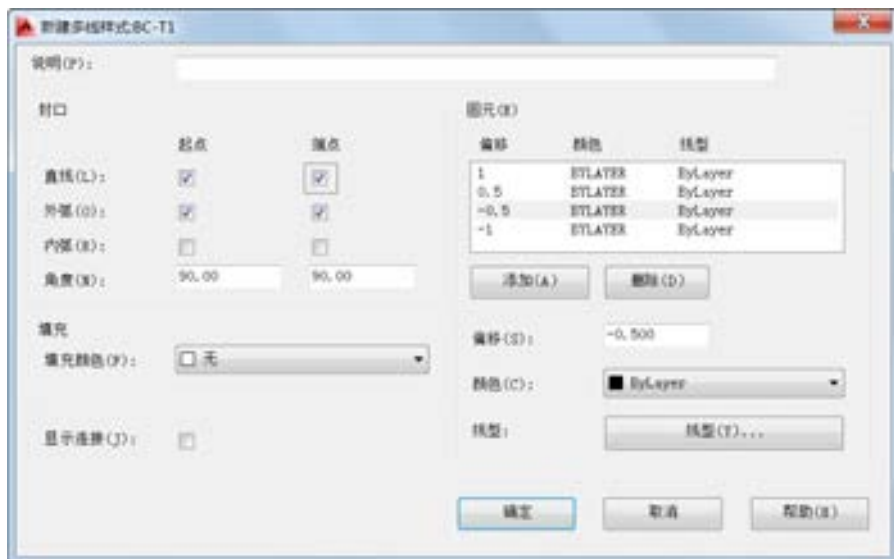 新建多线样式:BC-T1
说明(P):
封口
起点 端点
直线(L):
外弧(O):
内弧(R):
角度(N): 90.00 90.00
填充
填充颜色(F): 无
显示连接(J):
图元(E)
偏移 颜色 线型
1 BYLAYER ByLayer
0.5 BYLAYER ByLayer
-0.5 BYLAYER ByLayer
-1 BYLAYER ByLayer
添加(A) 删除(D)
偏移(S): -0.500
颜色(C): ByLayer
线型: 线型(Y)...
确定 取消 帮助(H)